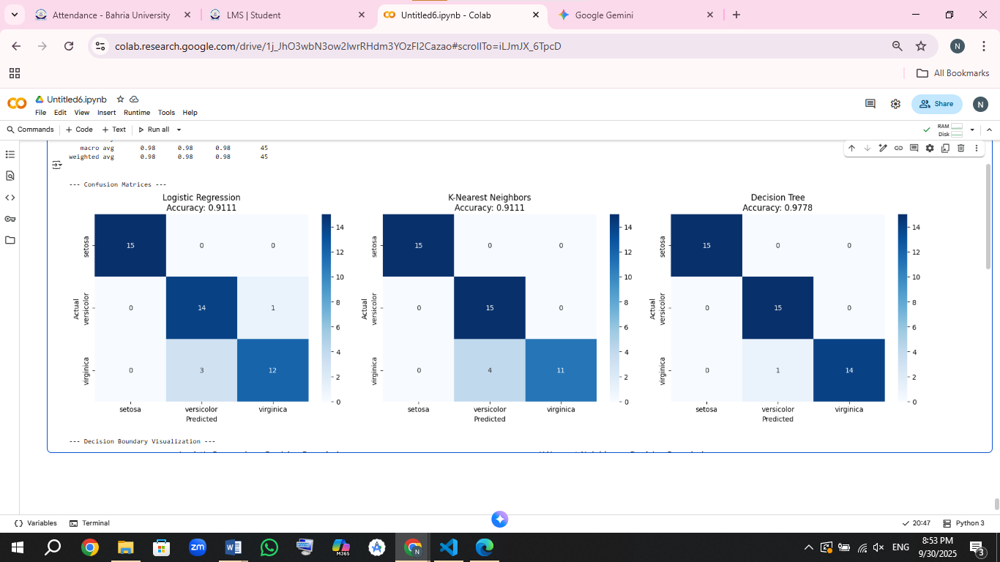 Attendance - Bahria University
LMS | Student
Untitled6.ipynb - Colab
Google Gemini
colab.research.google.com/drive/1j_JhO3wbN3ow2IwrRHdm3YOzFI2Cazao#scrollTo=iLJmJX_6TpcD
N
All Bookmarks
Untitled6.ipynb
Share
N
File Edit View Insert Runtime Tools Help
Commands + Code + Text Run all
RAM
Disk
macro avg 0.98 0.98 0.98 45
weighted avg 0.98 0.98 0.98 45
--- Confusion Matrices ---
Logistic Regression
Accuracy: 0.9111
setosa 15 0 0
Actual
versicolor 0 14 1
virginica 0 3 12
setosa versicolor virginica
Predicted
14
12
10
8
6
4
2
0
K-Nearest Neighbors
Accuracy: 0.9111
setosa 15 0 0
Actual
versicolor 0 15 0
virginica 0 4 11
setosa versicolor virginica
Predicted
14
12
10
8
6
4
2
0
Decision Tree
Accuracy: 0.9778
setosa 15 0 0
Actual
versicolor 0 15 0
virginica 0 1 14
setosa versicolor virginica
Predicted
14
12
10
8
6
4
2
0
--- Decision Boundary Visualization ---
Variables Terminal
20:47 Python 3
zm
M365
ENG
8:53 PM
9/30/2025
3